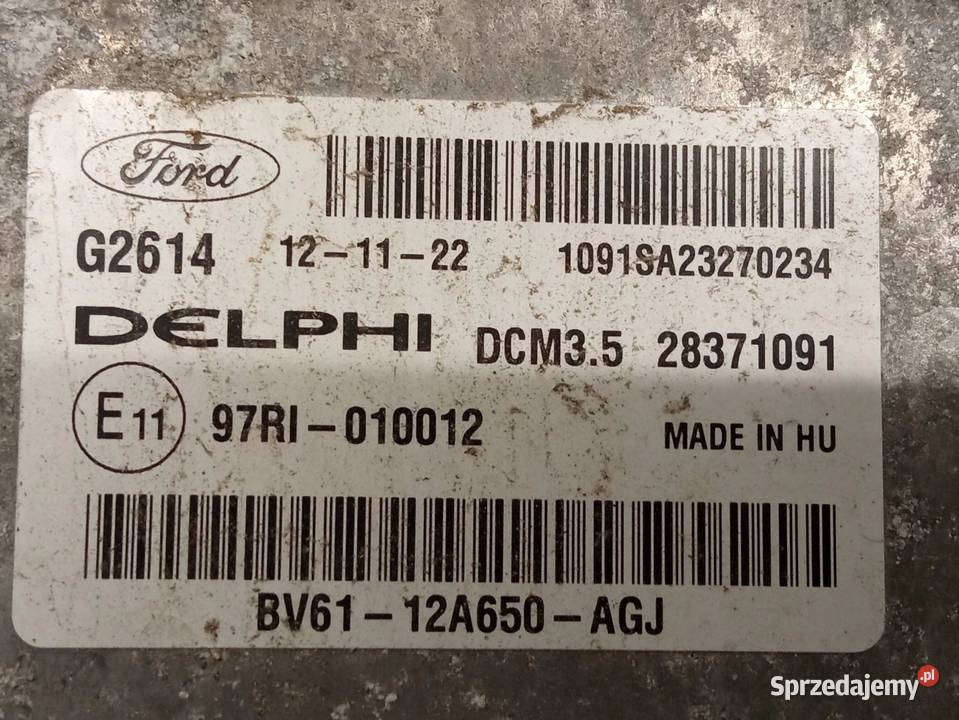 Ford
G2614 12-11-22 1091SA23270234
DELPHI DCM3.5 28371091
E11 97RI-010012 MADE IN HU
BV61-12A650-AGJ
Sprzedajemy.pl